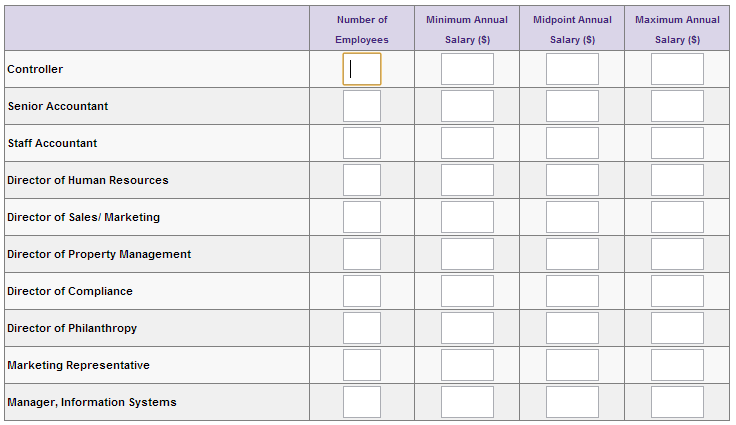 Number of Employees
Minimum Annual Salary ($)
Midpoint Annual Salary ($)
Maximum Annual Salary ($)
Controller
Senior Accountant
Staff Accountant
Director of Human Resources
Director of Sales/ Marketing
Director of Property Management
Director of Compliance
Director of Philanthropy
Marketing Representative
Manager, Information Systems